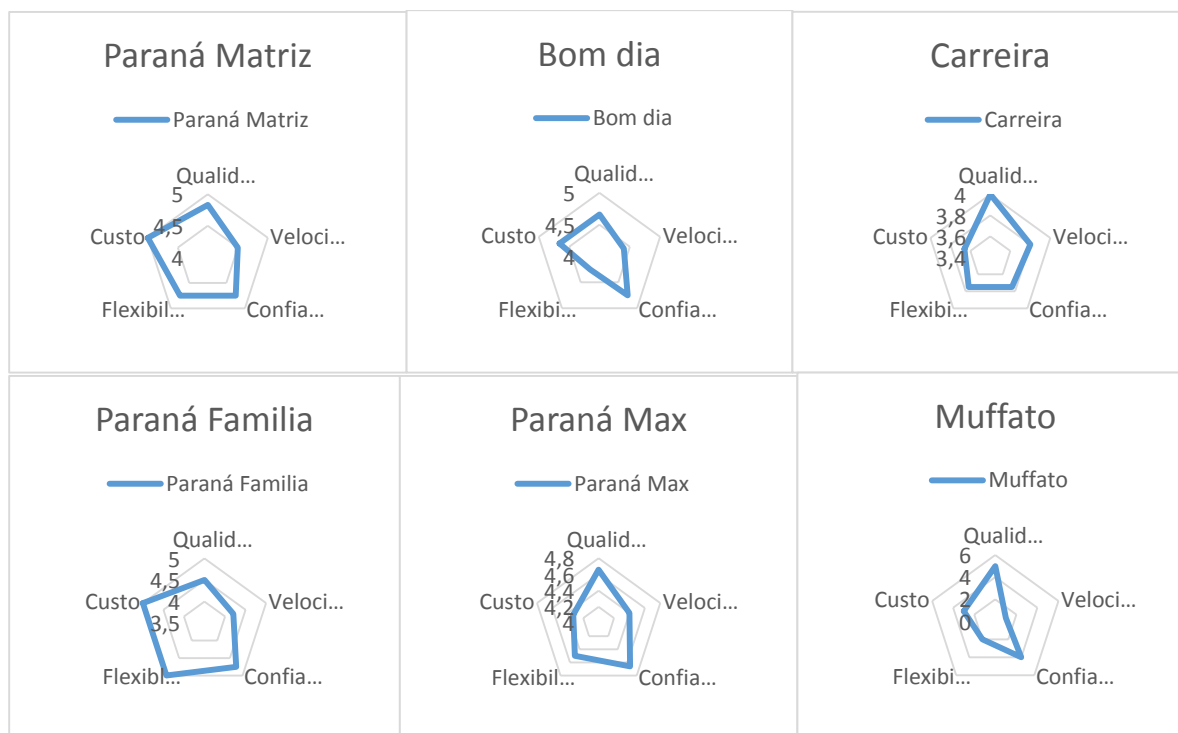 Paraná Matriz
Paraná Matriz
Qualid...
5
4,5
4
Custo
Veloci...
Flexibil...
Confia...
Bom dia
Bom dia
Qualid...
5
4,5
4
Custo
Veloci...
Flexibi...
Confia...
Carreira
Carreira
Qualid...
4
3,8
3,6
3,4
Custo
Veloci...
Flexibi...
Confia...
Paraná Familia
Paraná Familia
Qualid...
5
4,5
4
3,5
Custo
Veloci...
Flexibl...
Confia...
Paraná Max
Paraná Max
Qualid...
4,8
4,6
4,4
4,2
4
Custo
Veloci...
Flexibil...
Confia...
Muffato
Muffato
Qualid...
6
4
2
0
Custo
Veloci...
Flexibi...
Confia...